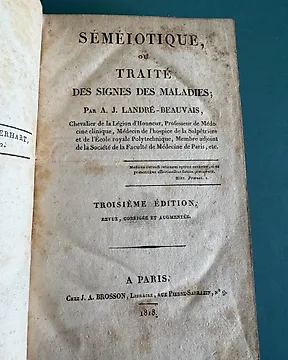 SÉMÉIOTIQUE,
OU
TRAITÉ
DES SIGNES DES MALADIES;
PAR A. J. LANDRÉ-BEAUVAIS,
Chevalier de la Légion d'Honneur, Professeur de Méde-
cine clinique, Médecin de l'hospice de la Salpêtrière
et de l'École royale Polytechnique, Membre adjoint
de la Société de la Faculté de Médecine de Paris, etc.
TROISIÈME ÉDITION,
REVUE, CORRIGÉE ET AUGMENTÉE.
A PARIS,
CHEZ J. A. BROSSON, LIBRAIRE, RUE PIERRE-SARRAZIN, N° 9.
1818.